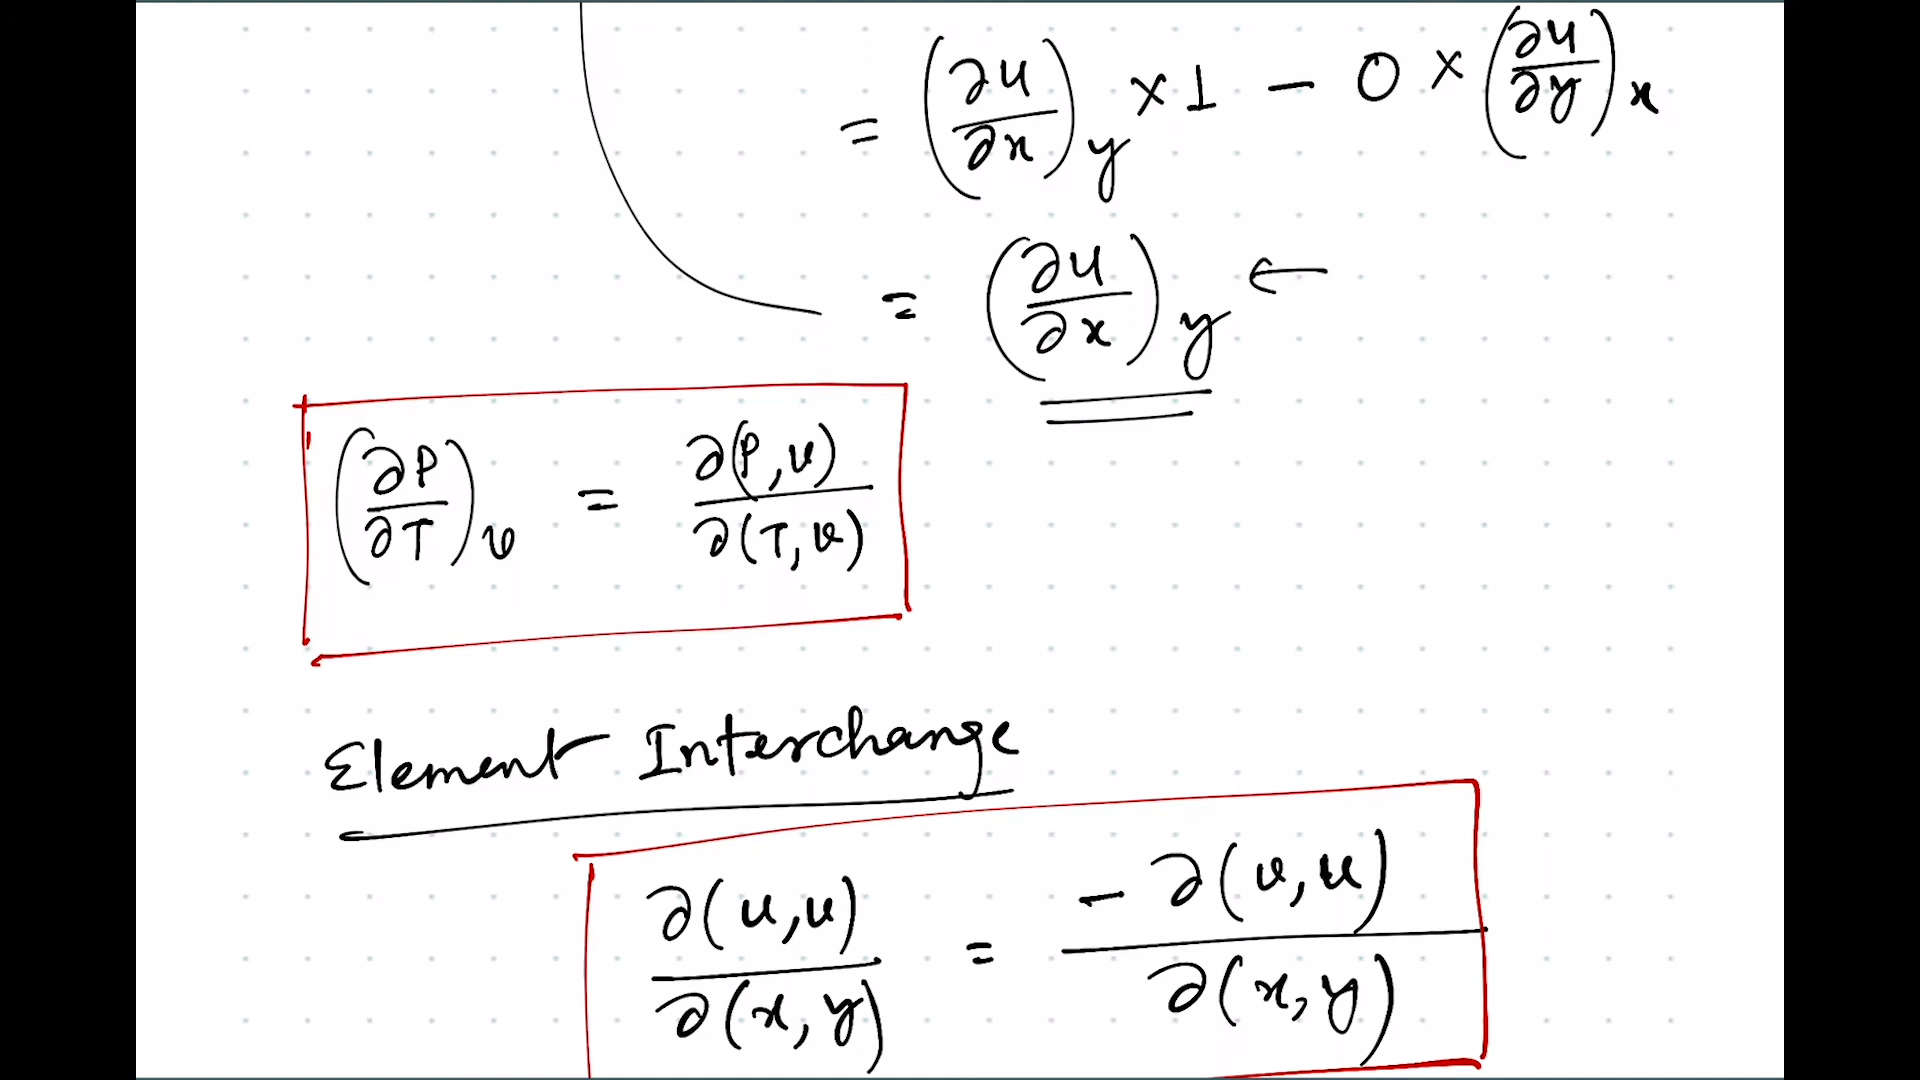 = (∂u/∂x)_y × 1 − 0 × (∂u/∂y)_x
= (∂u/∂x)_y ←
(∂P/∂T)_v = ∂(P,v)/∂(T,v)
Element Interchange
∂(u,v)/∂(x,y) = −∂(v,u)/∂(x,y)